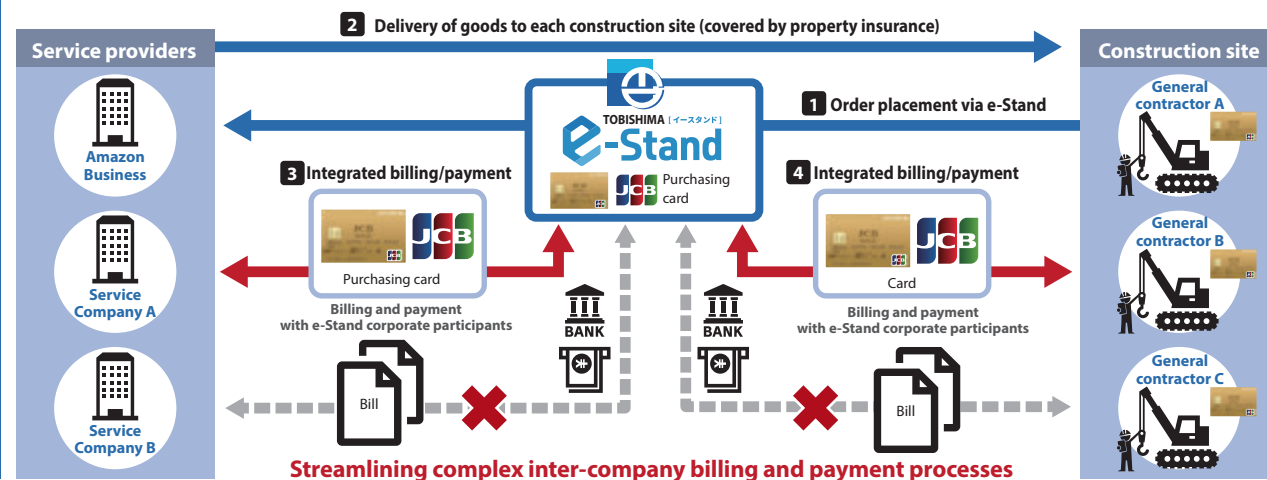 2 Delivery of goods to each construction site (covered by property insurance)
Service providers
Construction site
Amazon
Business
Service
Company A
Service
Company B
TOBISHIMA [イースタンド]
e-Stand
JCB
Purchasing
card
1 Order placement via e-Stand
3 Integrated billing/payment
JCB
Purchasing card
Billing and payment
with e-Stand corporate participants
4 Integrated billing/payment
JCB
Card
Billing and payment
with e-Stand corporate participants
BANK
BANK
Bill
Bill
General
contractor A
General
contractor B
General
contractor C
Streamlining complex inter-company billing and payment processes